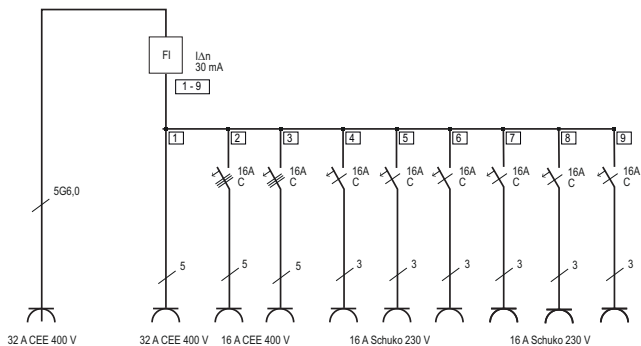 FI
IΔn
30 mA
1 - 9
1
2
3
4
5
6
7
8
9
16A
C
16A
C
16A
C
16A
C
16A
C
16A
C
16A
C
16A
C
5G6,0
5
5
5
3
3
3
3
3
3
32 A CEE 400 V
32 A CEE 400 V
16 A CEE 400 V
16 A Schuko 230 V
16 A Schuko 230 V